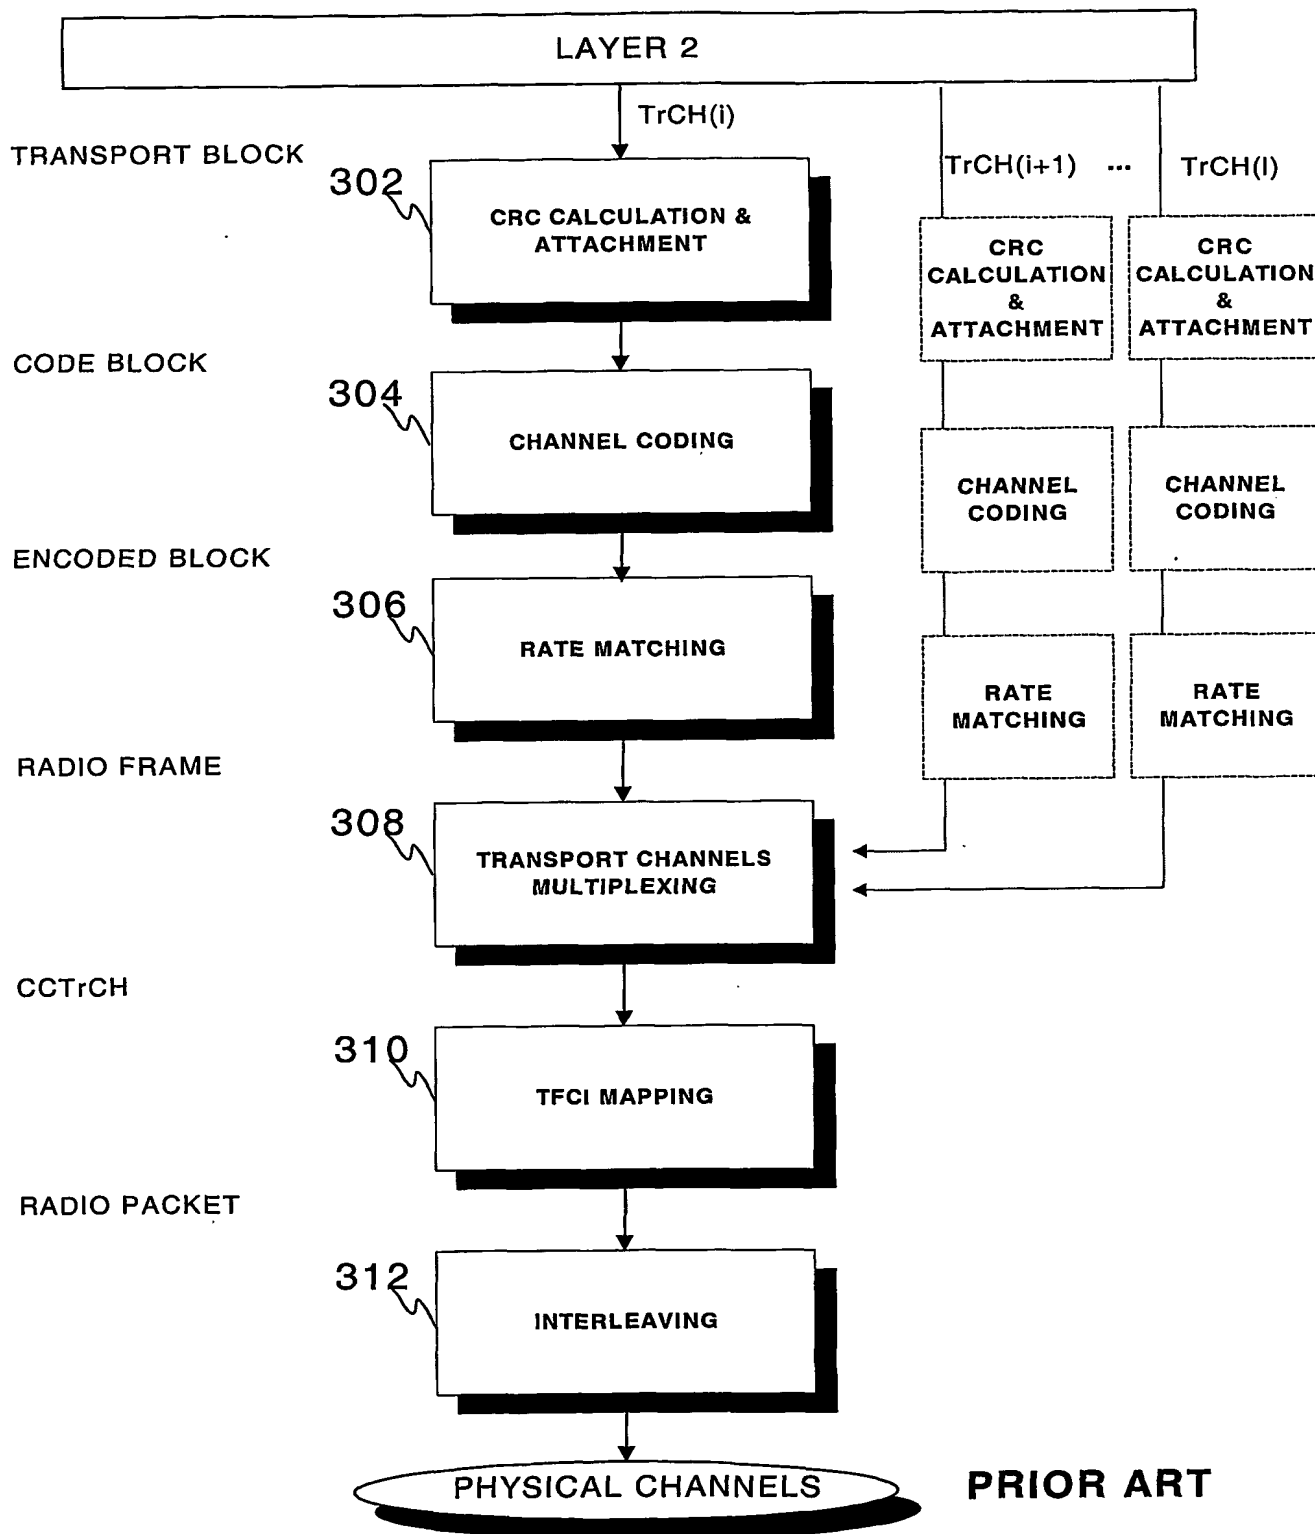 LAYER 2
TrCH(i)
TRANSPORT BLOCK
302
CRC CALCULATION &
ATTACHMENT
TrCH(i+1) ... TrCH(I)
CRC
CALCULATION
&
ATTACHMENT
CRC
CALCULATION
&
ATTACHMENT
CODE BLOCK
304
CHANNEL CODING
CHANNEL
CODING
CHANNEL
CODING
ENCODED BLOCK
306
RATE MATCHING
RATE
MATCHING
RATE
MATCHING
RADIO FRAME
308
TRANSPORT CHANNELS
MULTIPLEXING
CCTrCH
310
TFCI MAPPING
RADIO PACKET
312
INTERLEAVING
PHYSICAL CHANNELS
PRIOR ART